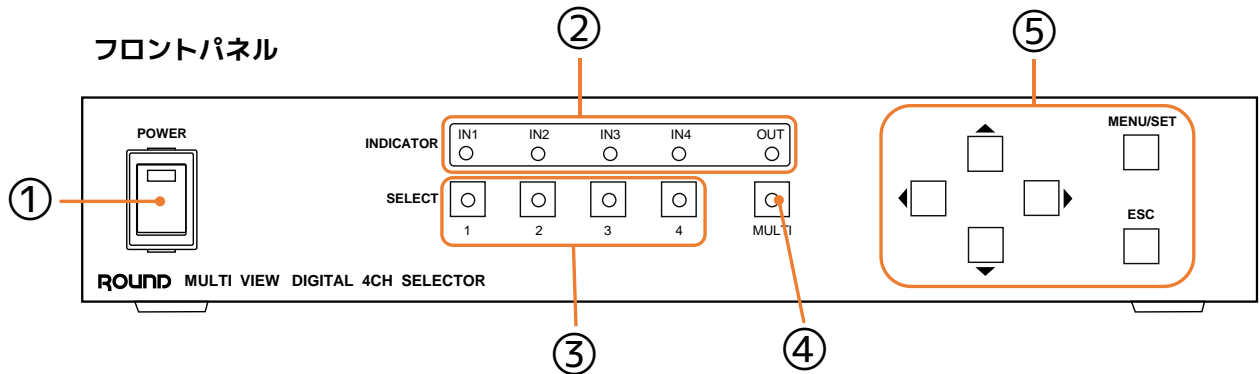 フロントパネル
② ⑤
POWER
INDICATOR IN1 IN2 IN3 IN4 OUT
MENU/SET
①
SELECT
1 2 3 4 MULTI
ESC
ROUND MULTI VIEW DIGITAL 4CH SELECTOR
③ ④